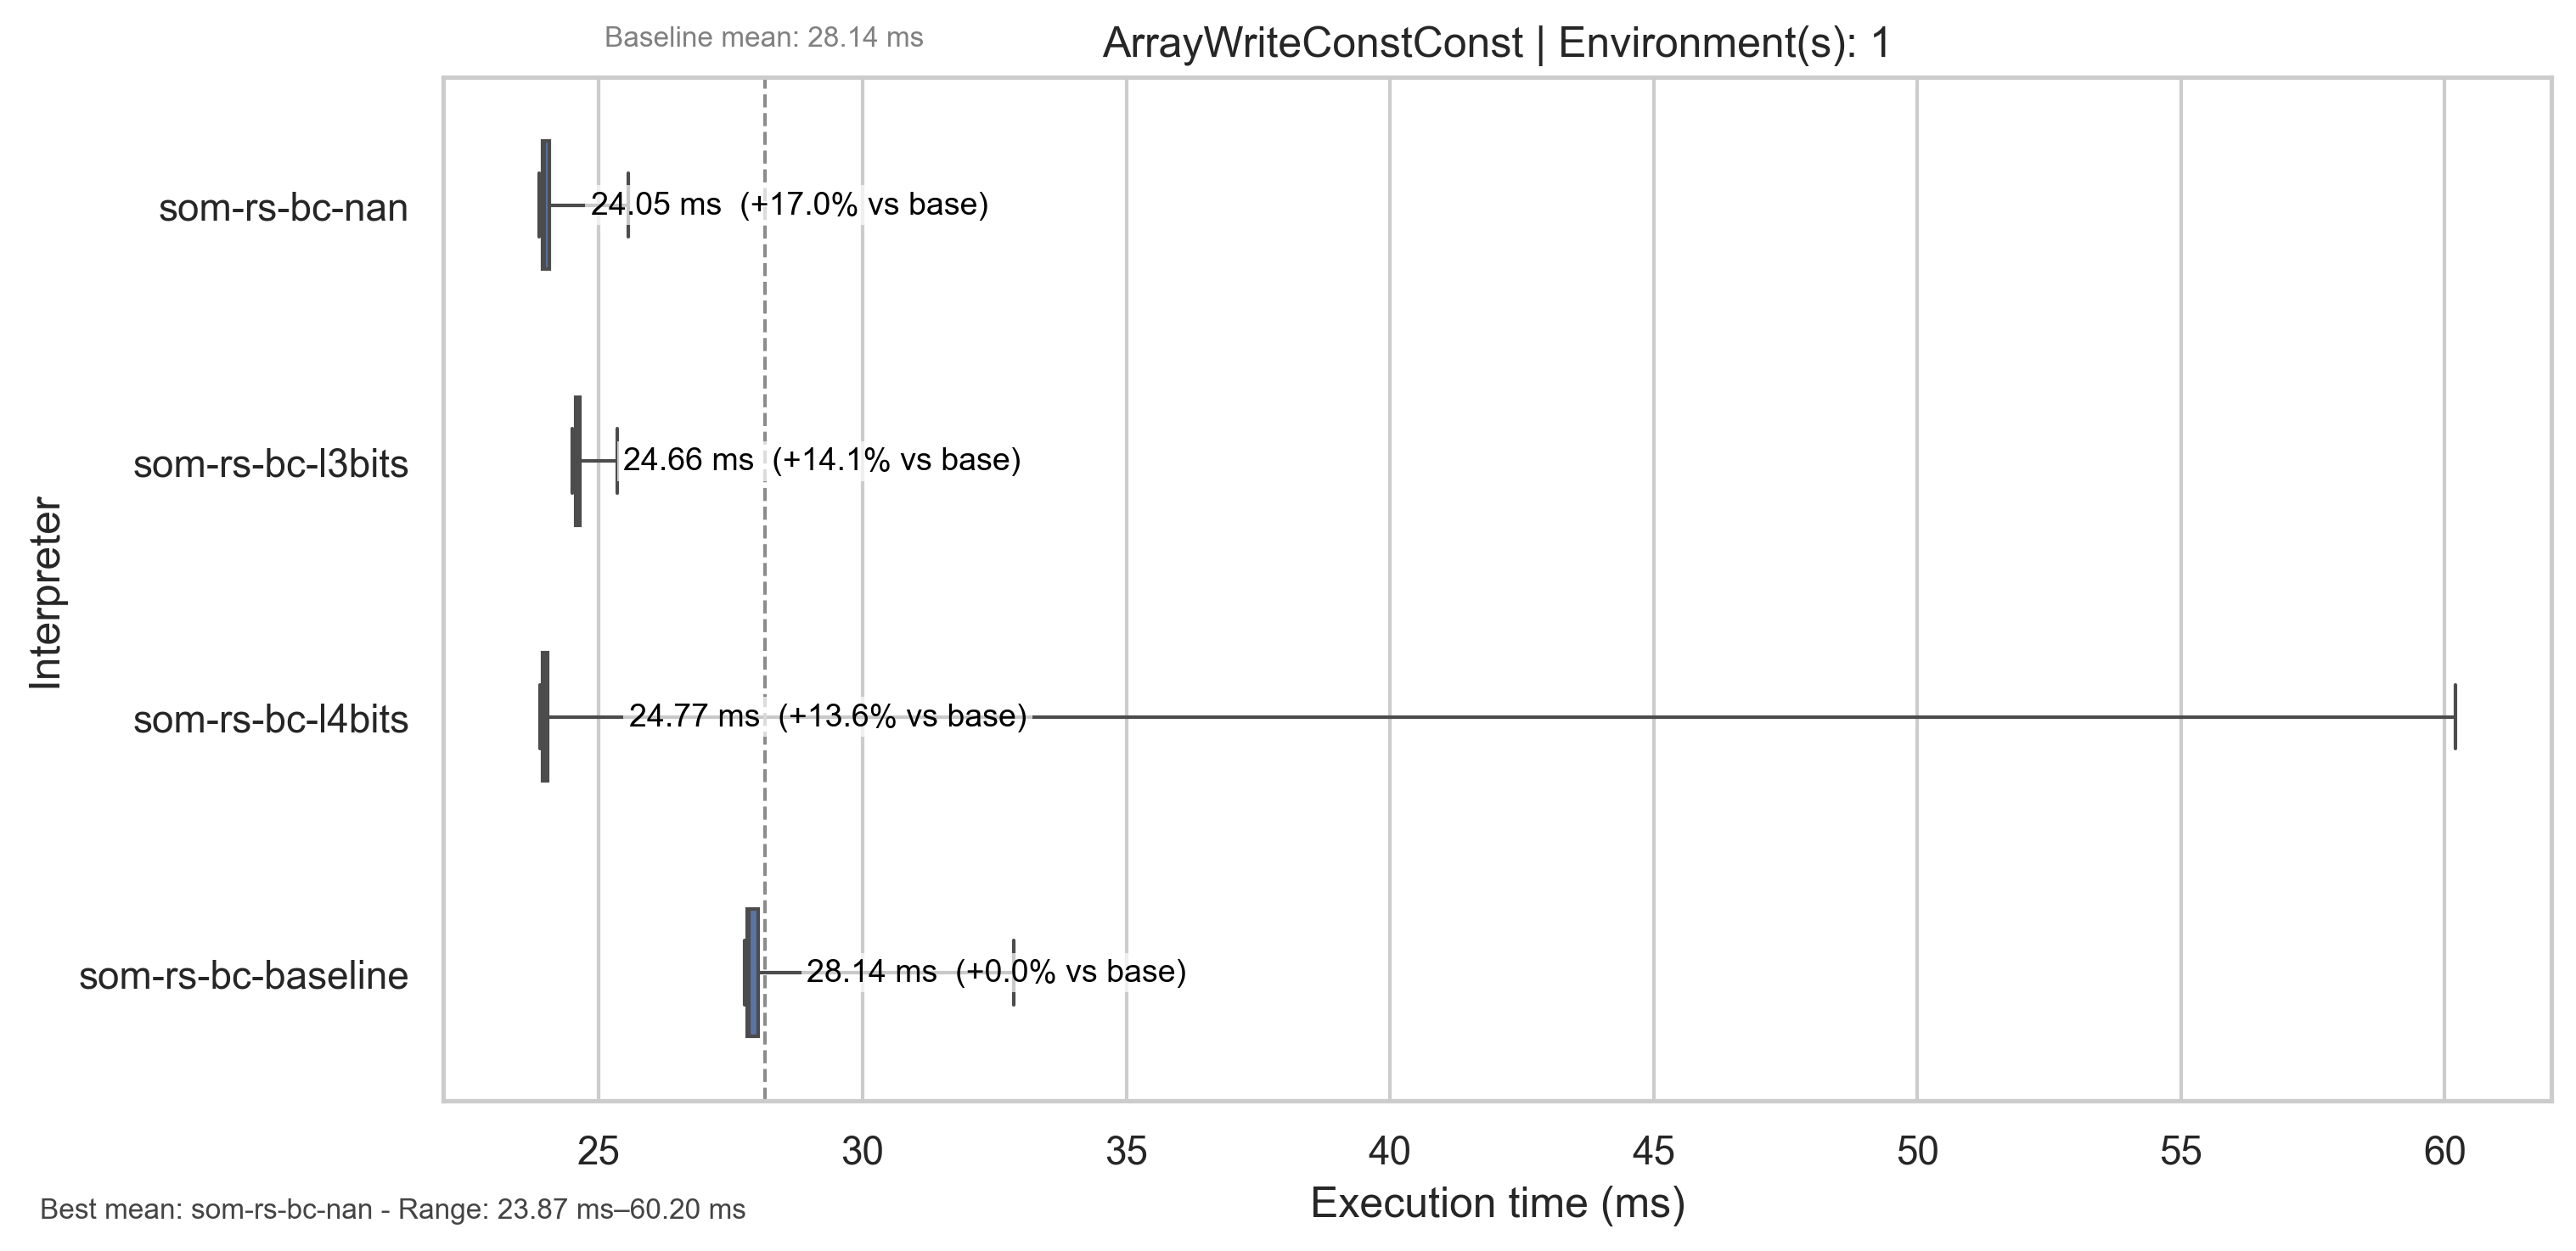 Baseline mean: 28.14 ms
ArrayWriteConstConst | Environment(s): 1
Interpreter
som-rs-bc-nan
24.05 ms  (+17.0% vs base)
som-rs-bc-l3bits
24.66 ms  (+14.1% vs base)
som-rs-bc-l4bits
24.77 ms  (+13.6% vs base)
som-rs-bc-baseline
28.14 ms  (+0.0% vs base)
25 30 35 40 45 50 55 60
Execution time (ms)
Best mean: som-rs-bc-nan - Range: 23.87 ms–60.20 ms